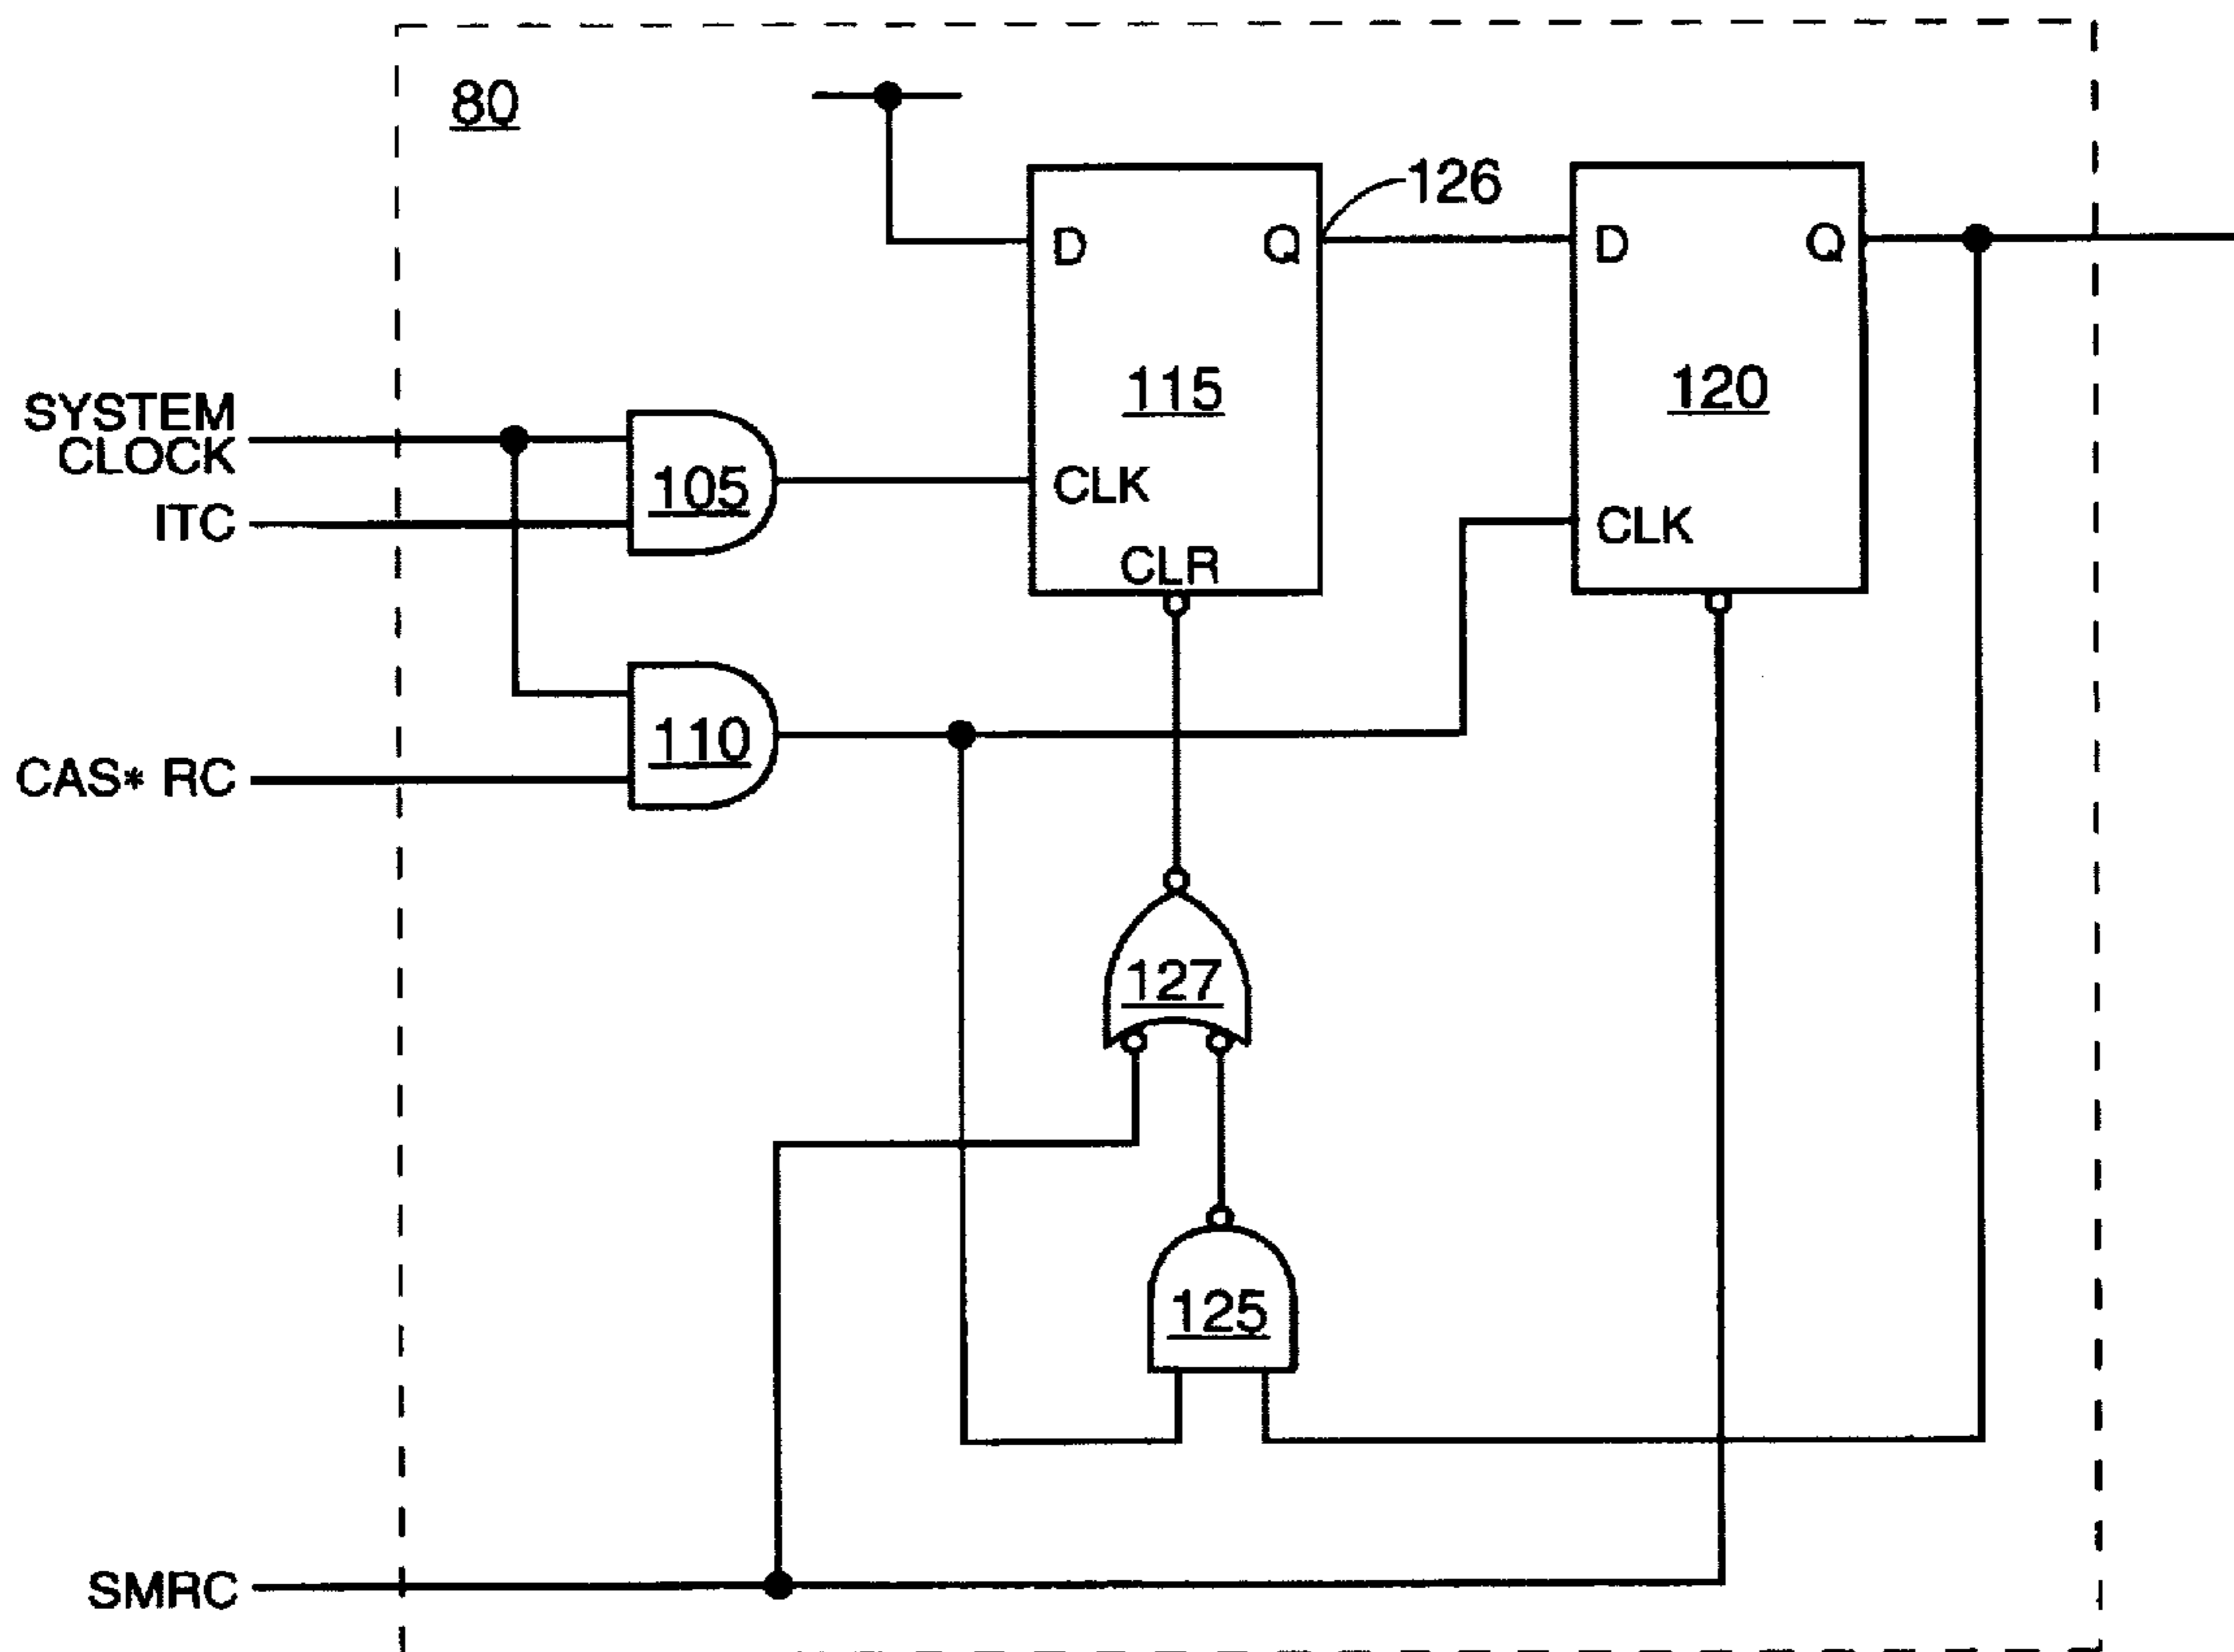 80
126
D
Q
D
Q
115
120
SYSTEM
CLOCK
105
CLK
ITC
CLK
CLR
110
CAS* RC
127
125
SMRC